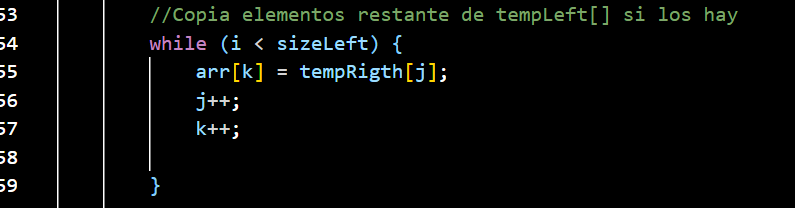 53 //Copia elementos restante de tempLeft[] si los hay
54 while (i < sizeLeft) {
55 arr[k] = tempRigth[j];
56 j++;
57 k++;
58
59 }